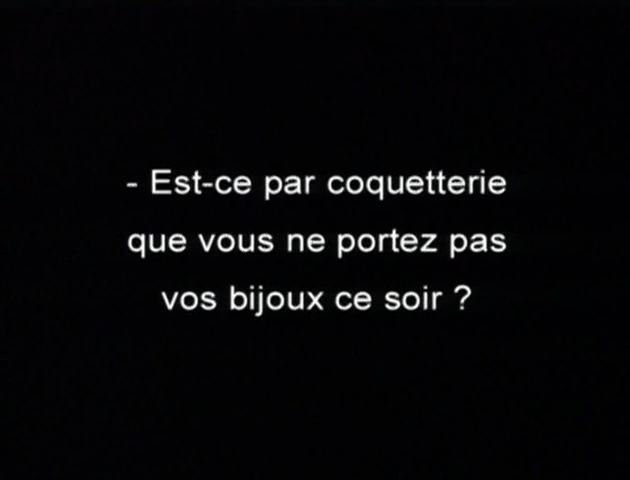 - Est-ce par coquetterie
que vous ne portez pas
vos bijoux ce soir ?